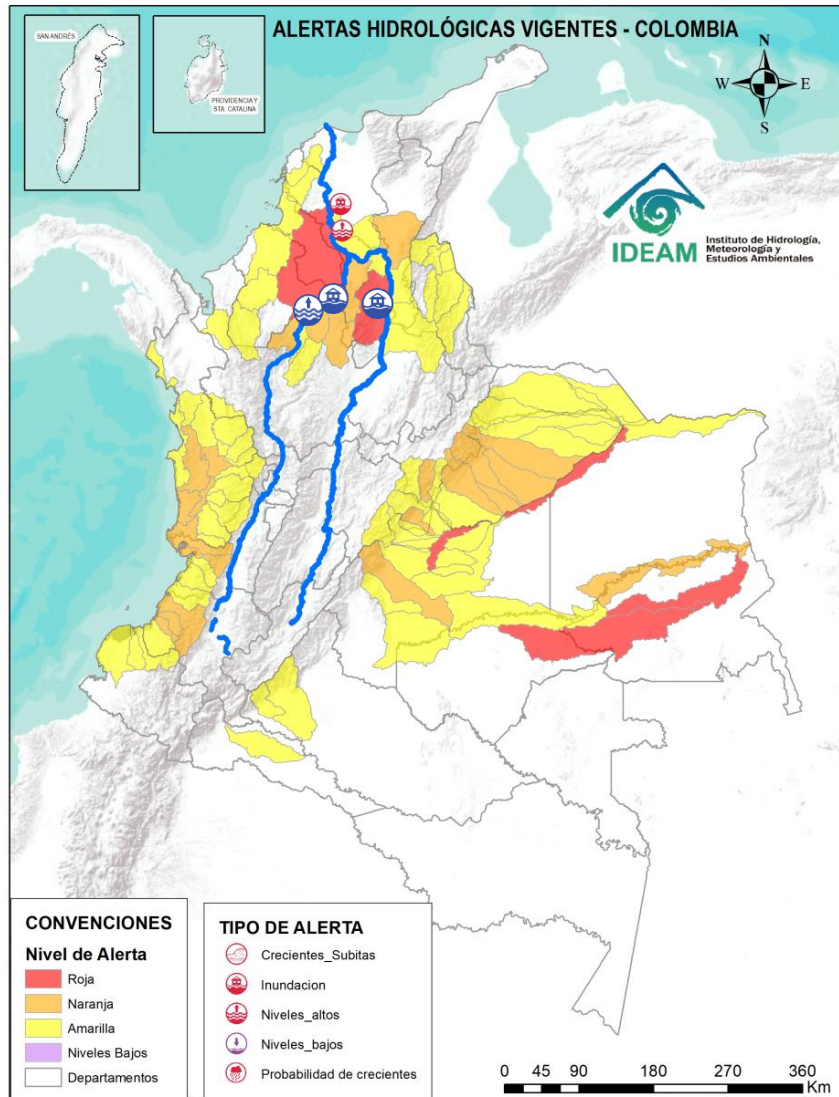 ALERTAS HIDROLÓGICAS VIGENTES - COLOMBIA
SAN ANDRÉS
PROVIDENCIA Y
STA. CATALINA
N
W
E
S
IDEAM
Instituto de Hidrología,
Meteorología y
Estudios Ambientales
CONVENCIONES
Nivel de Alerta
Roja
Naranja
Amarilla
Niveles Bajos
Departamentos
TIPO DE ALERTA
Crecientes_Subitas
Inundacion
Niveles_altos
Niveles_bajos
Probabilidad de crecientes
0 45 90 180 270 360
Km